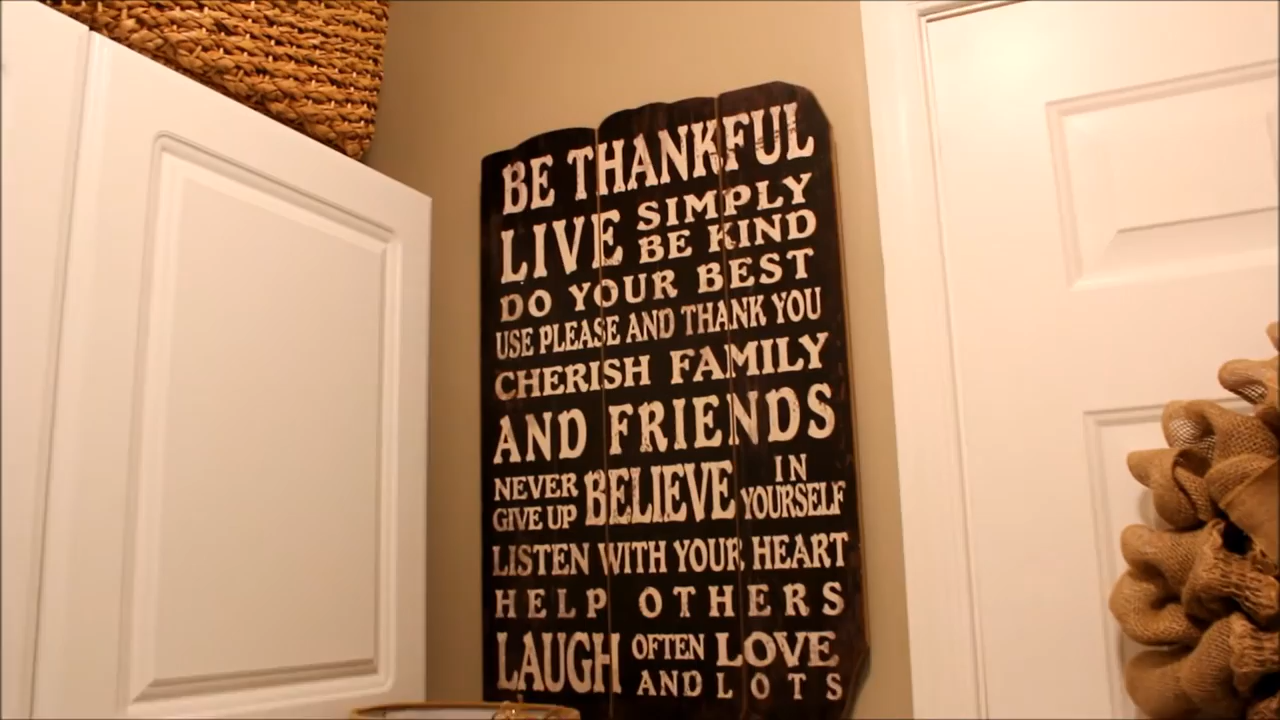 BE THANKFUL
LIVE SIMPLY
BE KIND
DO YOUR BEST
USE PLEASE AND THANK YOU
CHERISH FAMILY
AND FRIENDS
NEVER GIVE UP BELIEVE IN YOURSELF
LISTEN WITH YOUR HEART
HELP OTHERS
LAUGH OFTEN LOVE
AND LOTS